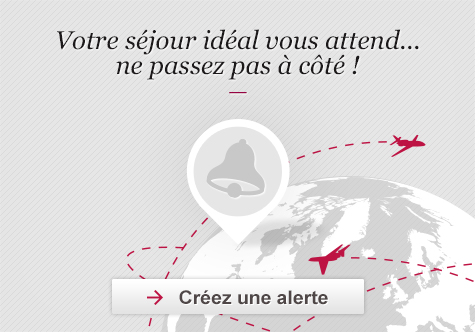 Votre séjour idéal vous attend...
ne passez pas à côté !
Créez une alerte